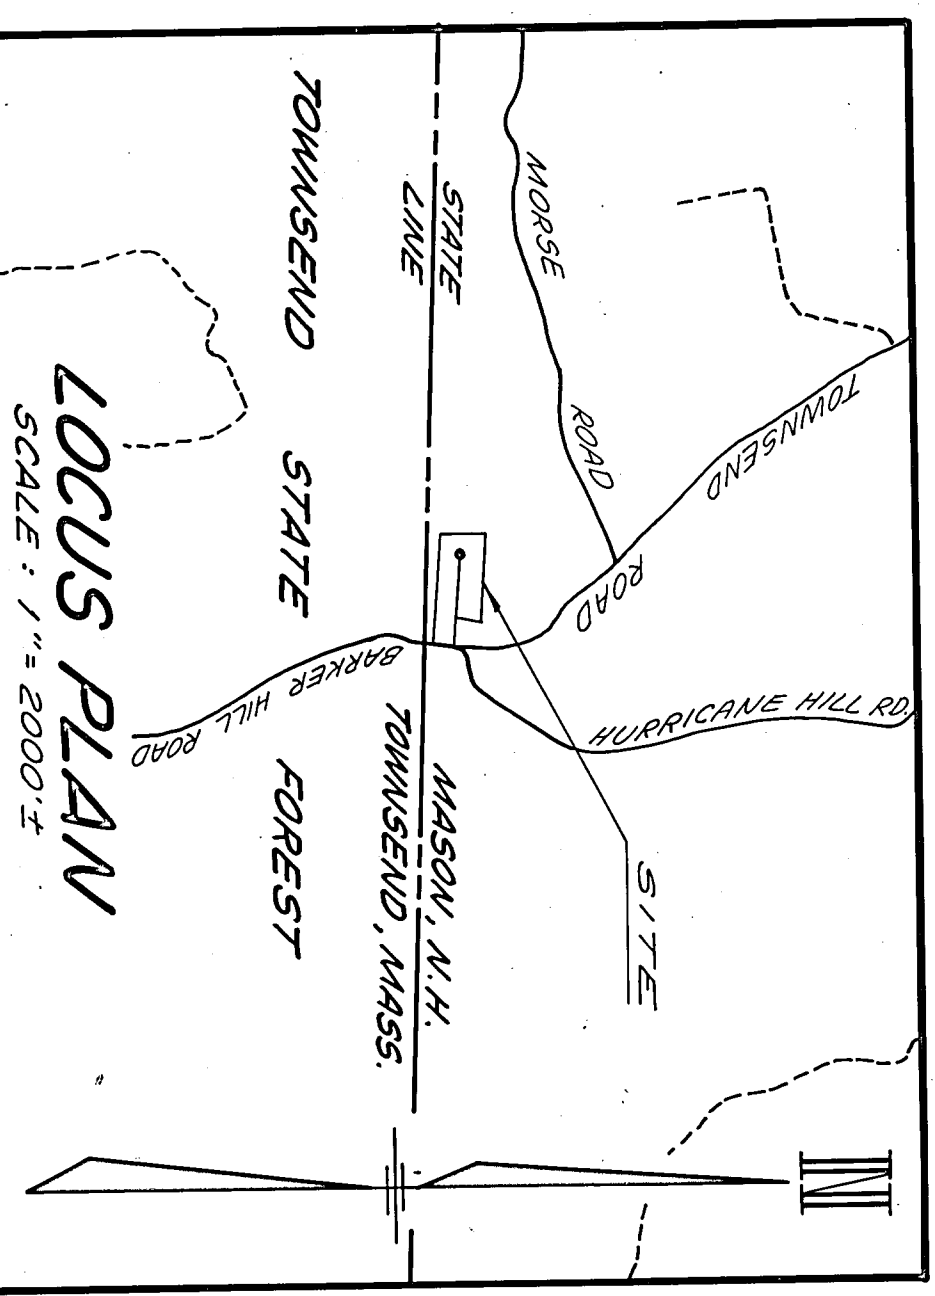 N
TOWNSEND
ROAD
HURRICANE HILL RD.
MORSE
ROAD
SITE
STATE
LINE
MASON, N.H.
TOWNSEND, MASS.
TOWNSEND STATE FOREST
BARKER HILL ROAD
LOCUS PLAN
SCALE : 1" = 2000'±